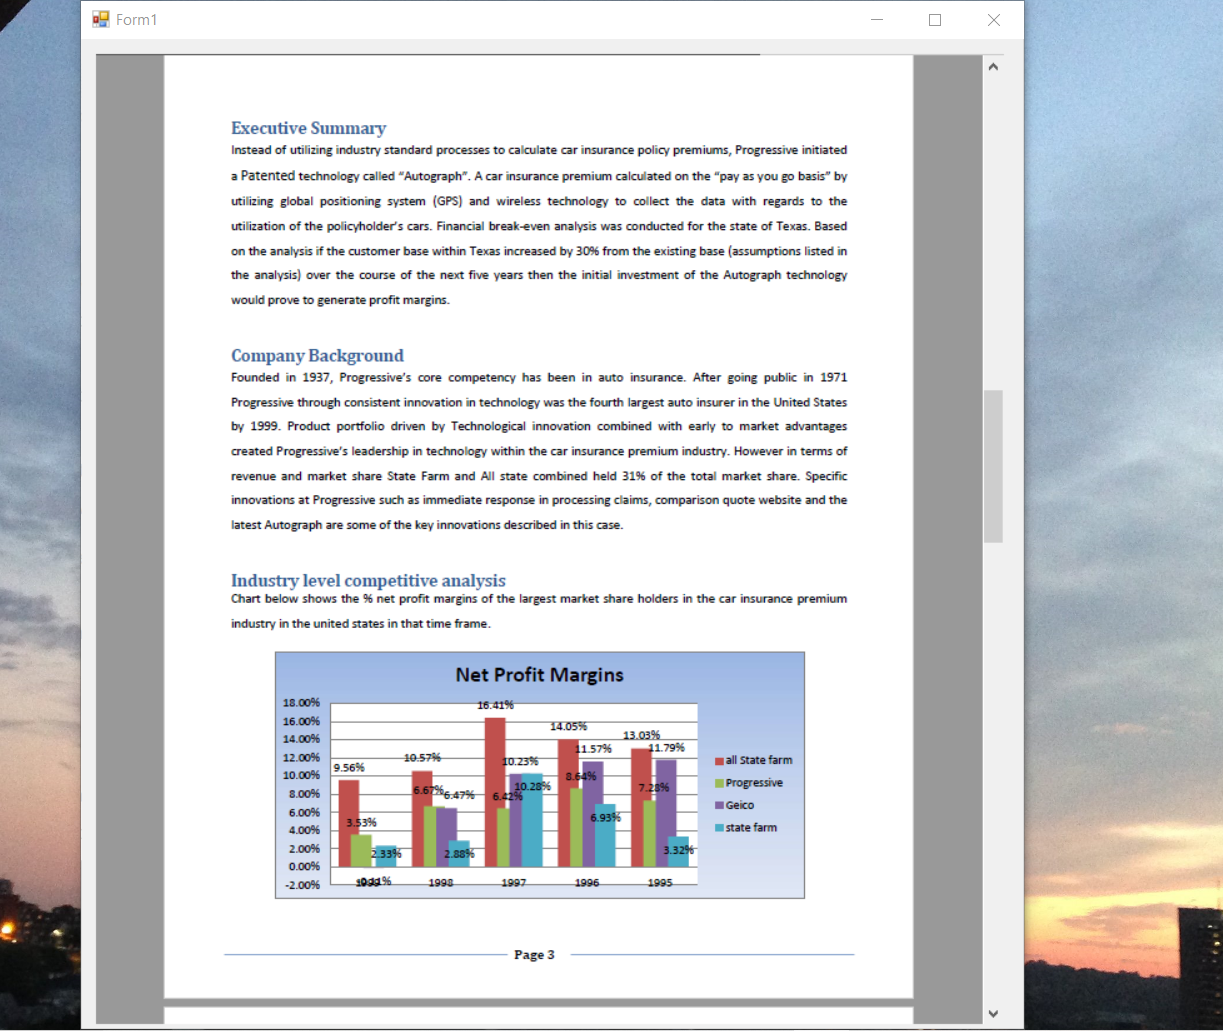 Form1
Executive Summary
Instead of utilizing industry standard processes to calculate car insurance policy premiums, Progressive initiated
a Patented technology called “Autograph”. A car insurance premium calculated on the “pay as you go basis” by
utilizing global positioning system (GPS) and wireless technology to collect the data with regards to the
utilization of the policyholder’s cars. Financial break-even analysis was conducted for the state of Texas. Based
on the analysis if the customer base within Texas increased by 30% from the existing base (assumptions listed in
the analysis) over the course of the next five years then the initial investment of the Autograph technology
would prove to generate profit margins.
Company Background
Founded in 1937, Progressive’s core competency has been in auto insurance. After going public in 1971
Progressive through consistent innovation in technology was the fourth largest auto insurer in the United States
by 1999. Product portfolio driven by Technological innovation combined with early to market advantages
created Progressive’s leadership in technology within the car insurance premium industry. However in terms of
revenue and market share State Farm and All state combined held 31% of the total market share. Specific
innovations at Progressive such as immediate response in processing claims, comparison quote website and the
latest Autograph are some of the key innovations described in this case.
Industry level competitive analysis
Chart below shows the % net profit margins of the largest market share holders in the car insurance premium
industry in the united states in that time frame.
Net Profit Margins
18.00%
16.00%
14.00%
12.00%
10.00%
8.00%
6.00%
4.00%
2.00%
0.00%
-2.00%
9.56%
3.53%
2.33%
10.57%
6.67%
6.47%
2.88%
16.41%
6.42%
10.23%
10.28%
14.05%
8.64%
11.57%
6.93%
13.03%
7.28%
11.79%
3.32%
1998
1997
1996
1995
all State farm
Progressive
Geico
state farm
Page 3